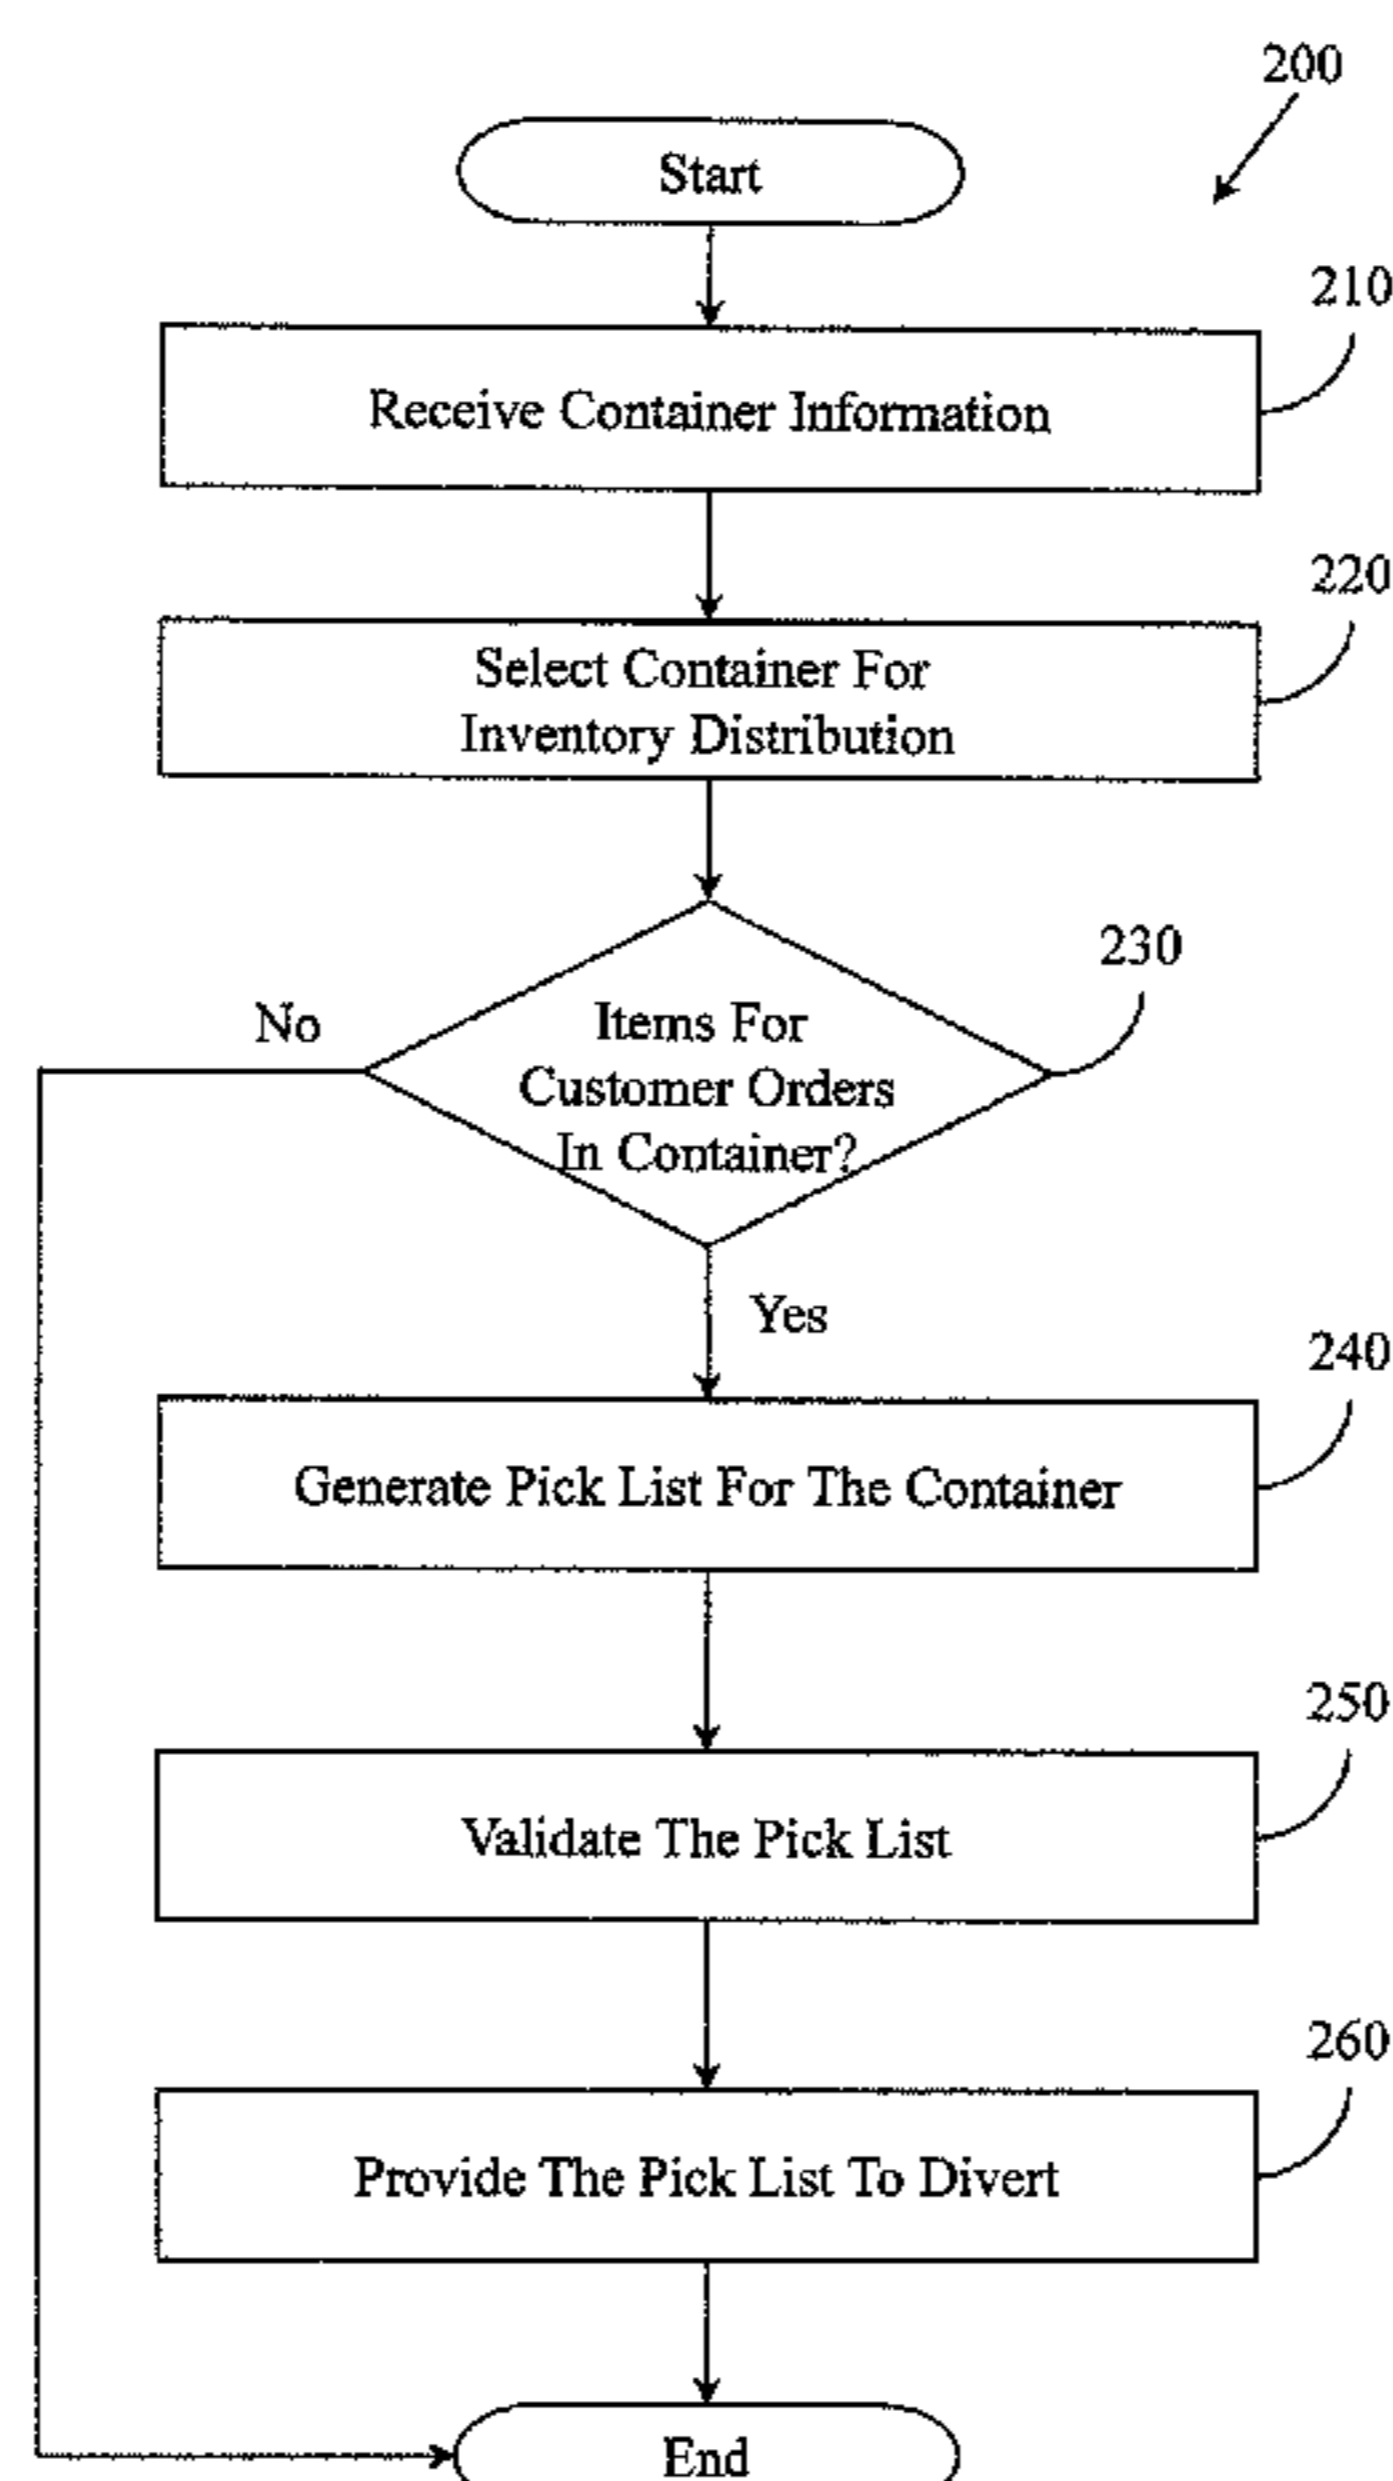 200
Start
210
Receive Container Information
220
Select Container For
Inventory Distribution
230
No
Items For
Customer Orders
In Container?
Yes
240
Generate Pick List For The Container
250
Validate The Pick List
260
Provide The Pick List To Divert
End